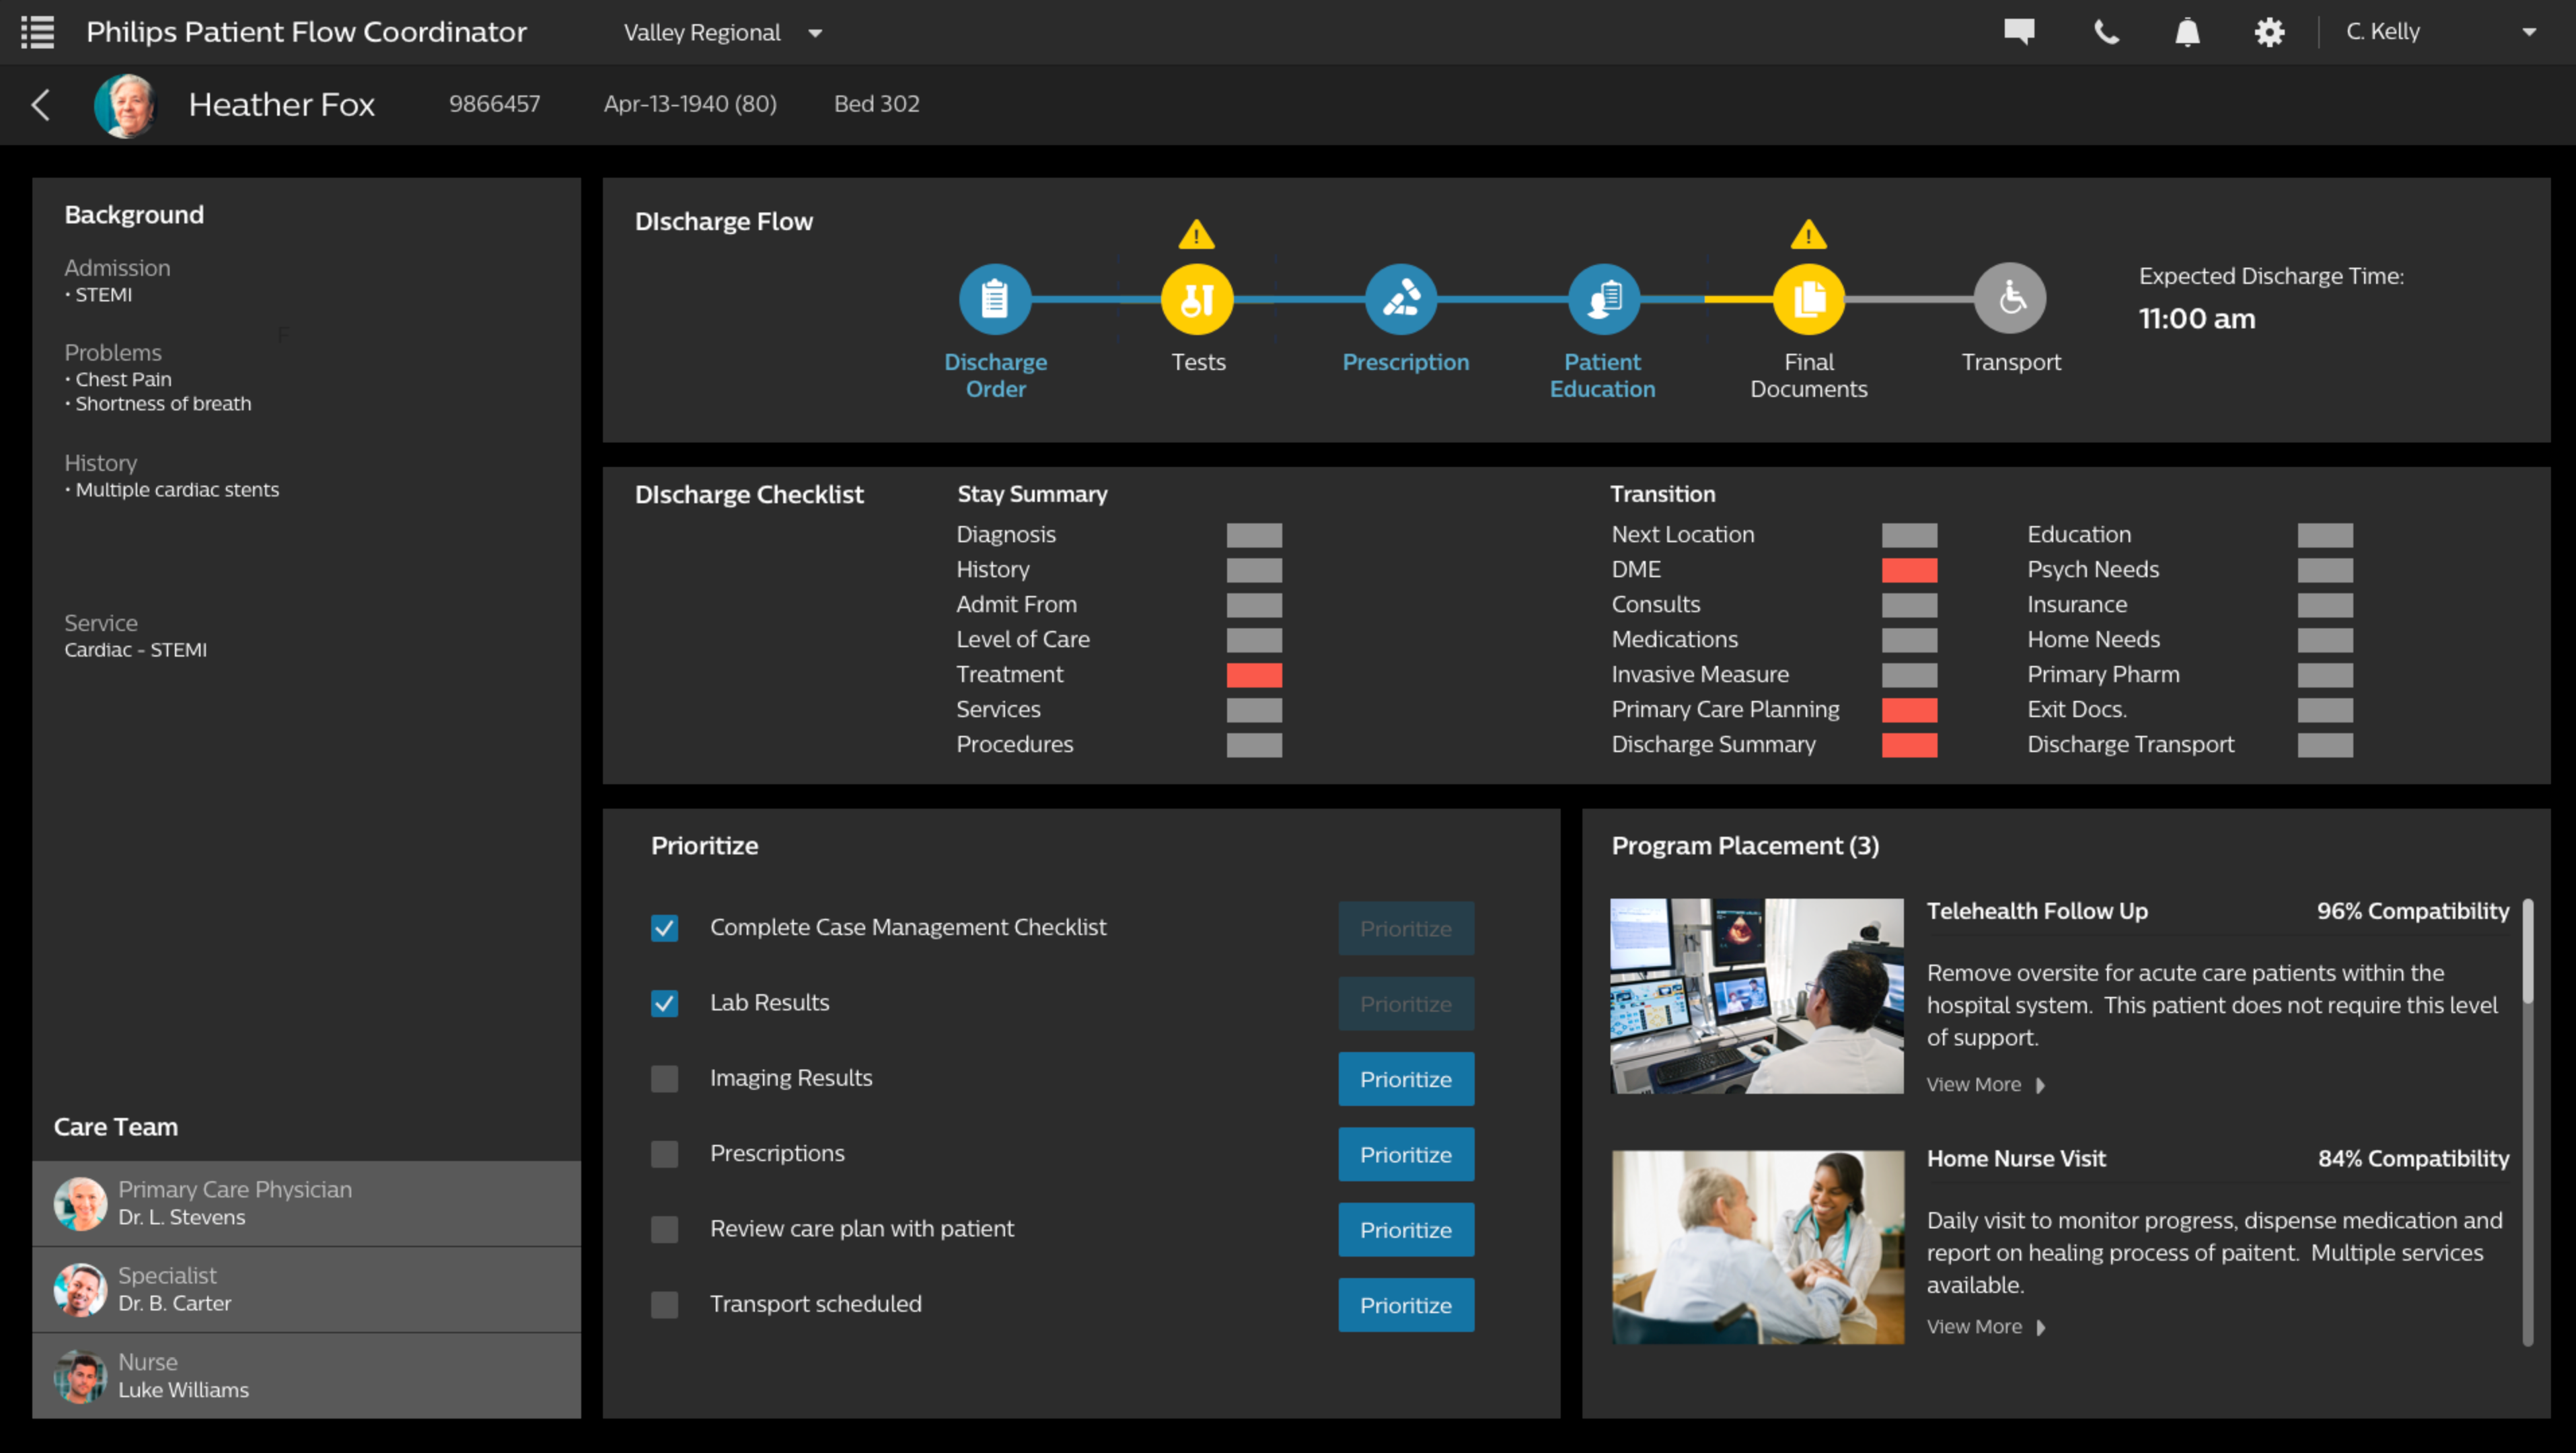 Philips Patient Flow Coordinator
Valley Regional
C. Kelly
Heather Fox
9866457
Apr-13-1940 (80)
Bed 302
Background
Admission
• STEMI
F
Problems
• Chest Pain
• Shortness of breath
History
• Multiple cardiac stents
Service
Cardiac - STEMI
Care Team
Primary Care Physician
Dr. L. Stevens
Specialist
Dr. B. Carter
Nurse
Luke Williams
DIscharge Flow
Discharge
Order
Tests
Prescription
Patient
Education
Final
Documents
Transport
Expected Discharge Time:
11:00 am
DIscharge Checklist
Stay Summary
Diagnosis
History
Admit From
Level of Care
Treatment
Services
Procedures
Transition
Next Location
DME
Consults
Medications
Invasive Measure
Primary Care Planning
Discharge Summary
Education
Psych Needs
Insurance
Home Needs
Primary Pharm
Exit Docs.
Discharge Transport
Prioritize
Complete Case Management Checklist
Prioritize
Lab Results
Prioritize
Imaging Results
Prioritize
Prescriptions
Prioritize
Review care plan with patient
Prioritize
Transport scheduled
Prioritize
Program Placement (3)
Telehealth Follow Up
96% Compatibility
Remove oversite for acute care patients within the
hospital system. This patient does not require this level
of support.
View More
Home Nurse Visit
84% Compatibility
Daily visit to monitor progress, dispense medication and
report on healing process of paitent. Multiple services
available.
View More